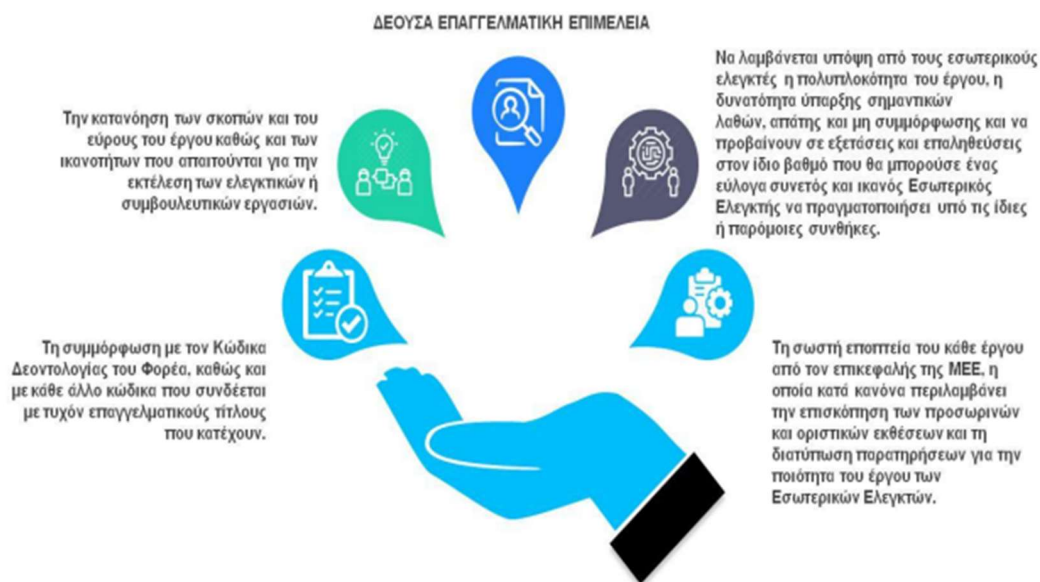 ΔΕΟΥΣΑ ΕΠΑΓΓΕΛΜΑΤΙΚΗ ΕΠΙΜΕΛΕΙΑ
Την κατανόηση των σκοπών και του
εύρους του έργου καθώς και των
ικανοτήτων που απαιτούνται για την
εκτέλεση των ελεγκτικών ή
συμβουλευτικών εργασιών.
Να λαμβάνεται υπόψη από τους εσωτερικούς
ελεγκτές η πολυπλοκότητα του έργου, η
δυνατότητα ύπαρξης σημαντικών
λαθών, απάτης και μη συμμόρφωσης και να
προβαίνουν σε εξετάσεις και επαληθεύσεις
στον ίδιο βαθμό που θα μπορούσε ένας
εύλογα συνετός και ικανός Εσωτερικός
Ελεγκτής να πραγματοποιήσει υπό τις ίδιες
ή παρόμοιες συνθήκες.
Τη συμμόρφωση με τον Κώδικα
Δεοντολογίας του Φορέα, καθώς και
με κάθε άλλο κώδικα που συνδέεται
με τυχόν επαγγελματικούς τίτλους
που κατέχουν.
Τη σωστή εποπτεία του κάθε έργου
από τον επικεφαλής της ΜΕΕ, η
οποία κατά κανόνα περιλαμβάνει
την επισκόπηση των προσωρινών
και οριστικών εκθέσεων και τη
διατύπωση παρατηρήσεων για την
ποιότητα του έργου των
Εσωτερικών Ελεγκτών.